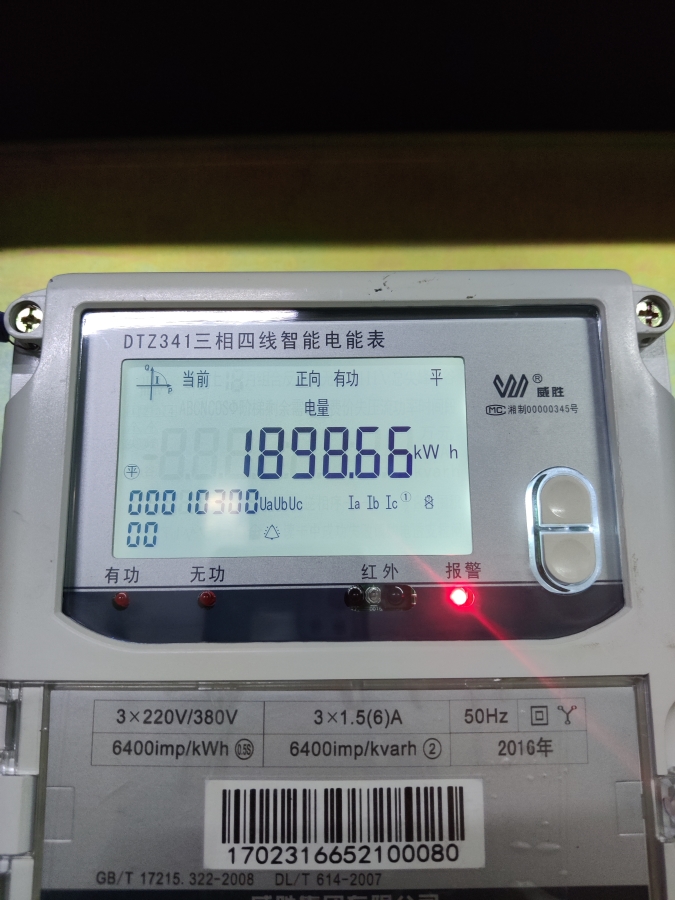 DTZ341三相四线智能电能表
当前 正向 有功 平
电量
1898.66 kW h
平
00010300 UaUbUc Ia Ib Ic ① 8
00
威胜®
MC 湘制00000345号
有功 无功 红外 报警
3×220V/380V 3×1.5(6)A 50Hz
6400imp/kWh 0.5S 6400imp/kvarh ② 2016年
1702316652100080
GB/T 17215.322-2008 DL/T 614-2007